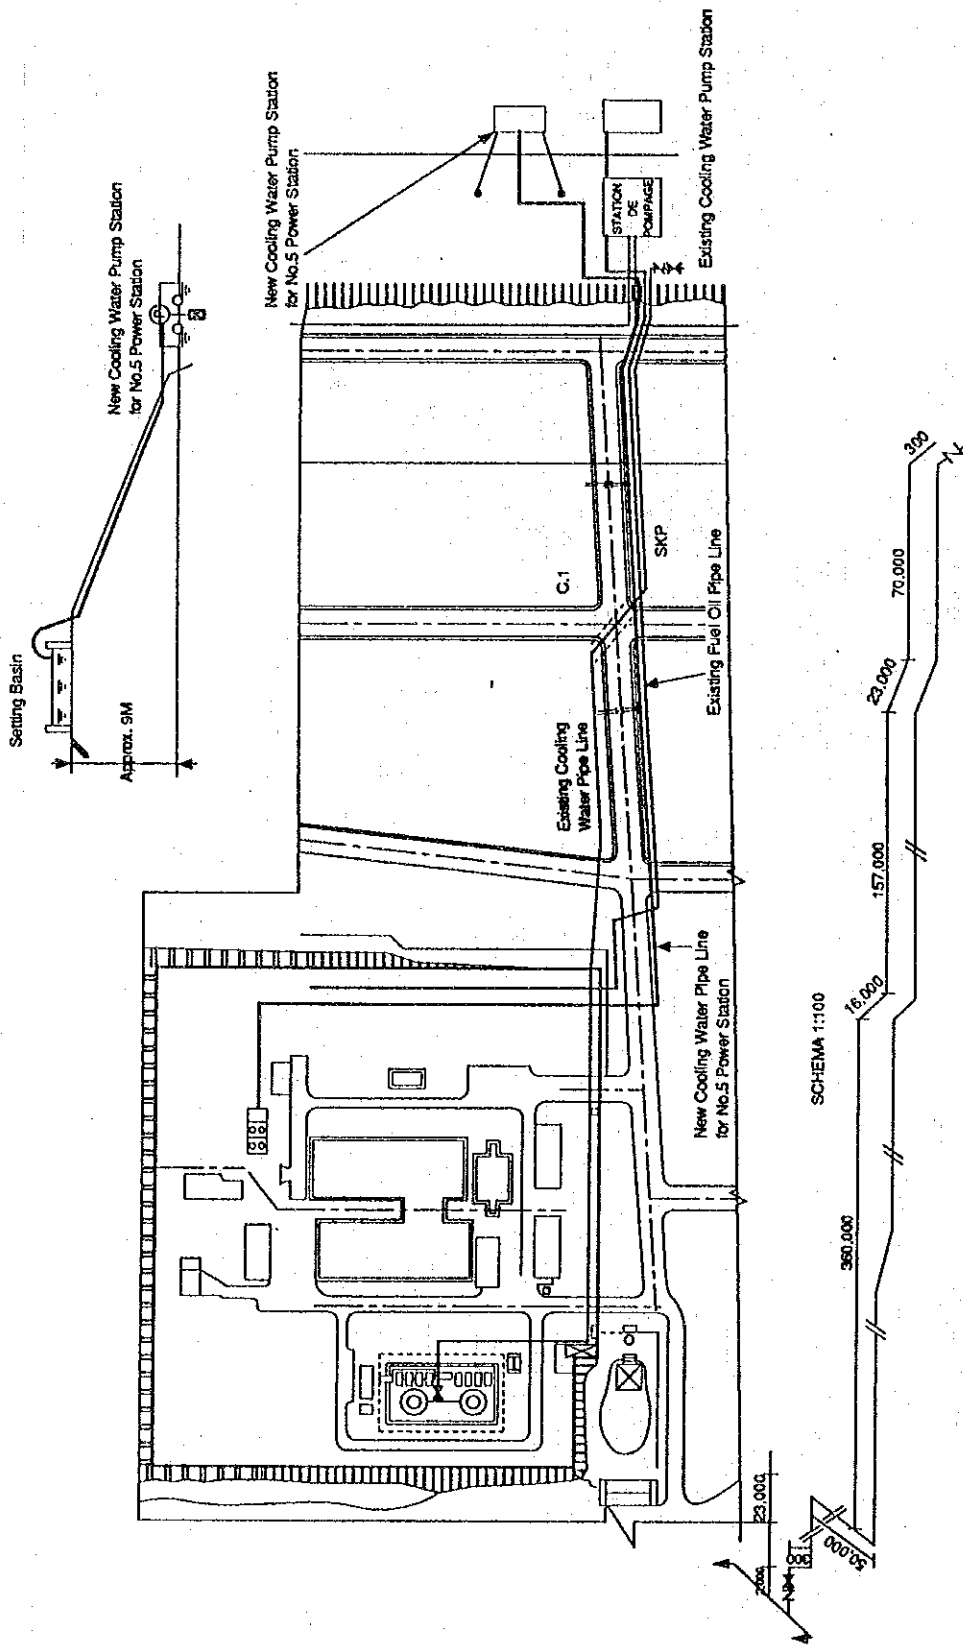 Setting Basin
Approx. 9M
New Cooling Water Pump Station
for No.5 Power Station
P
New Cooling Water Pump Station
for No.5 Power Station
STATION
DE
POMPAGE
Existing Cooling Water Pump Station
C.1
SKP
Existing Cooling
Water Pipe Line
Existing Fuel Oil Pipe Line
New Cooling Water Pipe Line
for No.5 Power Station
SCHEMA 1:100
23,000
50,000
360,000
16,000
157,000
23.000
70,000
300